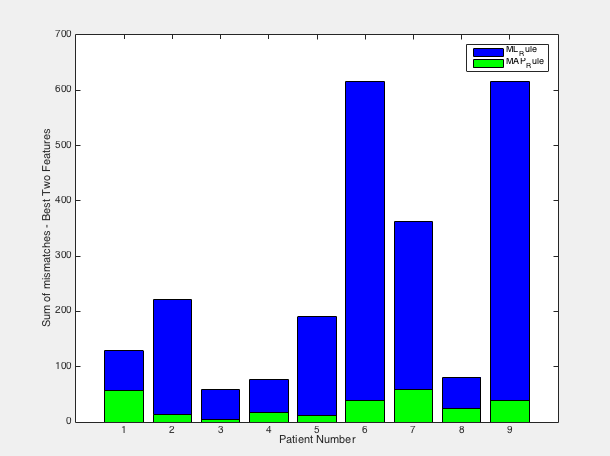 700
600
500
400
300
200
100
0
Sum of mismatches - Best Two Features
ML_Rule
MAP_Rule
1 2 3 4 5 6 7 8 9
Patient Number